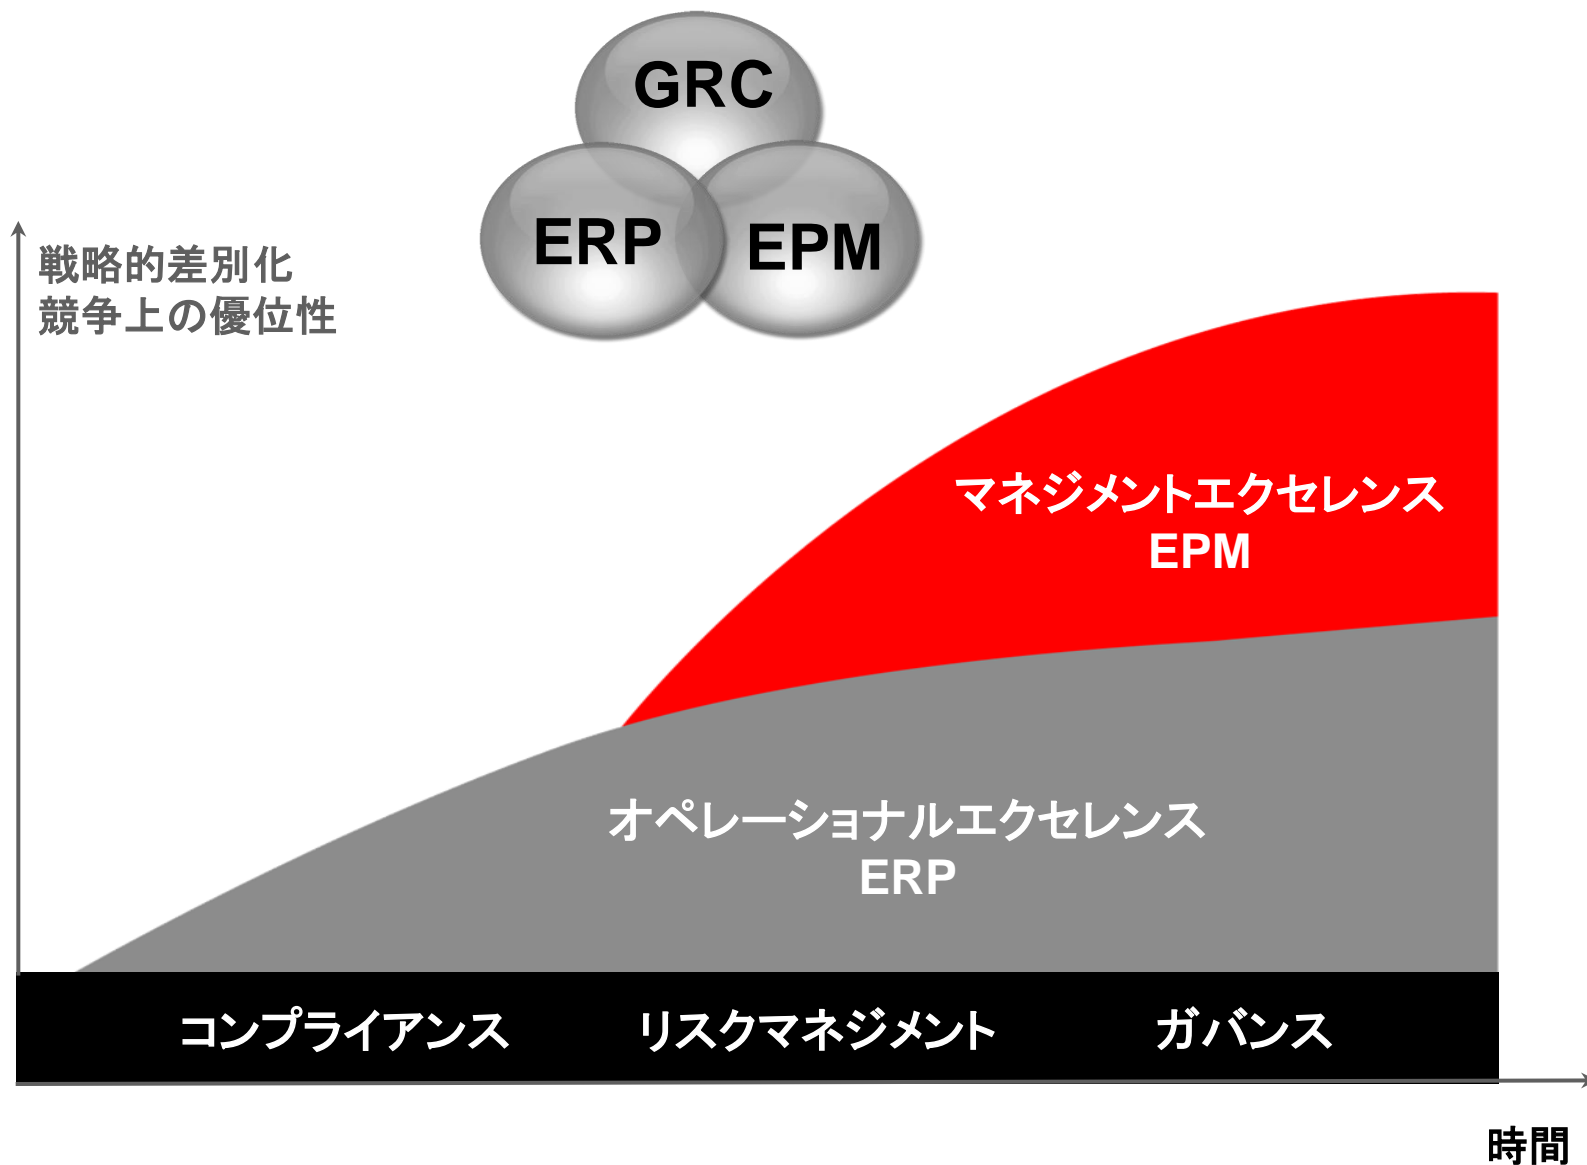 GRC
ERP
EPM
戦略的差別化
競争上の優位性
マネジメントエクセレンス
EPM
オペレーショナルエクセレンス
ERP
コンプライアンス
リスクマネジメント
ガバンス
時間